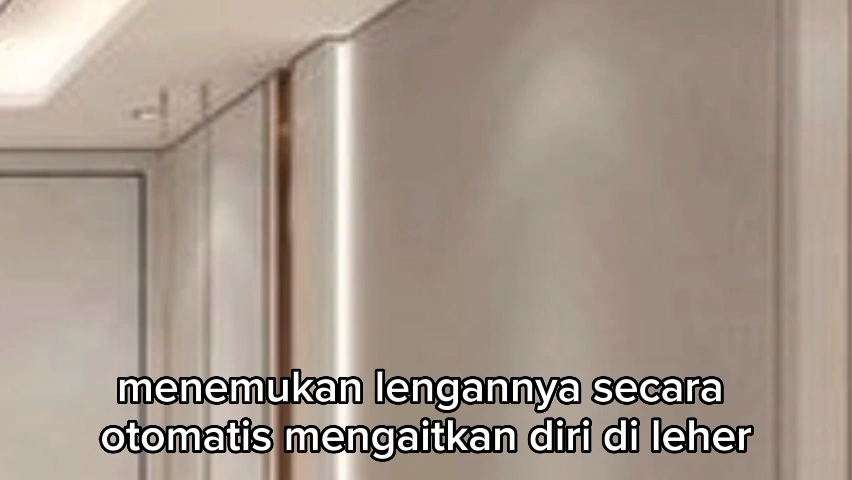 menemukan lengannya secara
otomatis mengaitkan diri di leher